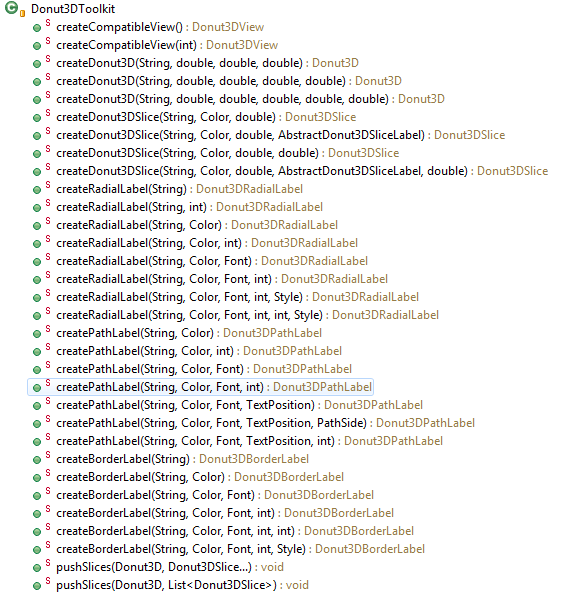 Donut3DToolkit
S createCompatibleView() : Donut3DView
S createCompatibleView(int) : Donut3DView
S createDonut3D(String, double, double, double) : Donut3D
S createDonut3D(String, double, double, double, double) : Donut3D
S createDonut3D(String, double, double, double, double, double) : Donut3D
S createDonut3DSlice(String, Color, double) : Donut3DSlice
S createDonut3DSlice(String, Color, double, AbstractDonut3DSliceLabel) : Donut3DSlice
S createDonut3DSlice(String, Color, double, double) : Donut3DSlice
S createDonut3DSlice(String, Color, double, AbstractDonut3DSliceLabel, double) : Donut3DSlice
S createRadialLabel(String) : Donut3DRadialLabel
S createRadialLabel(String, int) : Donut3DRadialLabel
S createRadialLabel(String, Color) : Donut3DRadialLabel
S createRadialLabel(String, Color, int) : Donut3DRadialLabel
S createRadialLabel(String, Color, Font) : Donut3DRadialLabel
S createRadialLabel(String, Color, Font, int) : Donut3DRadialLabel
S createRadialLabel(String, Color, Font, int, Style) : Donut3DRadialLabel
S createRadialLabel(String, Color, Font, int, int, Style) : Donut3DRadialLabel
S createPathLabel(String, Color) : Donut3DPathLabel
S createPathLabel(String, Color, int) : Donut3DPathLabel
S createPathLabel(String, Color, Font) : Donut3DPathLabel
S createPathLabel(String, Color, Font, int) : Donut3DPathLabel
S createPathLabel(String, Color, Font, TextPosition) : Donut3DPathLabel
S createPathLabel(String, Color, Font, TextPosition, PathSide) : Donut3DPathLabel
S createPathLabel(String, Color, Font, TextPosition, int) : Donut3DPathLabel
S createBorderLabel(String) : Donut3DBorderLabel
S createBorderLabel(String, Color) : Donut3DBorderLabel
S createBorderLabel(String, Color, Font) : Donut3DBorderLabel
S createBorderLabel(String, Color, Font, int) : Donut3DBorderLabel
S createBorderLabel(String, Color, Font, int, int) : Donut3DBorderLabel
S createBorderLabel(String, Color, Font, int, Style) : Donut3DBorderLabel
S pushSlices(Donut3D, Donut3DSlice...) : void
S pushSlices(Donut3D, List<Donut3DSlice>) : void